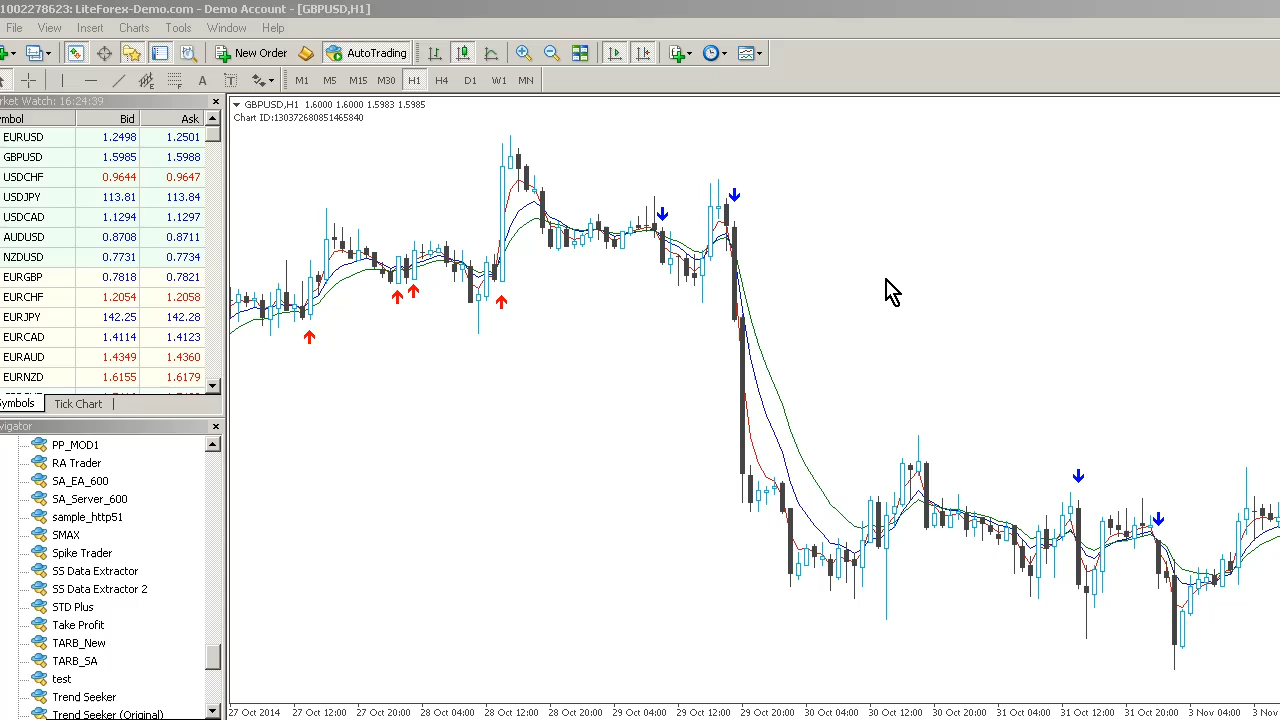 1002278623: LiteForex-Demo.com - Demo Account - [GBPUSD,H1]
File View Insert Charts Tools Window Help
New Order AutoTrading
A T M1 M5 M15 M30 H1 H4 D1 W1 MN
rket Watch: 16:24:39
ymbol Bid Ask
EURUSD 1.2498 1.2501
GBPUSD 1.5985 1.5988
USDCHF 0.9644 0.9647
USDJPY 113.81 113.84
USDCAD 1.1294 1.1297
AUDUSD 0.8708 0.8711
NZDUSD 0.7731 0.7734
EURGBP 0.7818 0.7821
EURCHF 1.2054 1.2058
EURJPY 142.25 142.28
EURCAD 1.4114 1.4123
EURAUD 1.4349 1.4360
EURNZD 1.6155 1.6179
ymbols Tick Chart
vigator
PP_MOD1
RA Trader
SA_EA_600
SA_Server_600
sample_http51
SMAX
Spike Trader
SS Data Extractor
SS Data Extractor 2
STD Plus
Take Profit
TARB_New
TARB_SA
test
Trend Seeker
Trend Seeker (Original)
GBPUSD,H1 1.6000 1.6000 1.5983 1.5985
Chart ID:130372680851465840
27 Oct 2014 27 Oct 12:00 27 Oct 20:00 28 Oct 04:00 28 Oct 12:00 28 Oct 20:00 29 Oct 04:00 29 Oct 12:00 29 Oct 20:00 30 Oct 04:00 30 Oct 12:00 30 Oct 20:00 31 Oct 04:00 31 Oct 12:00 31 Oct 20:00 3 Nov 04:00 3 Nov